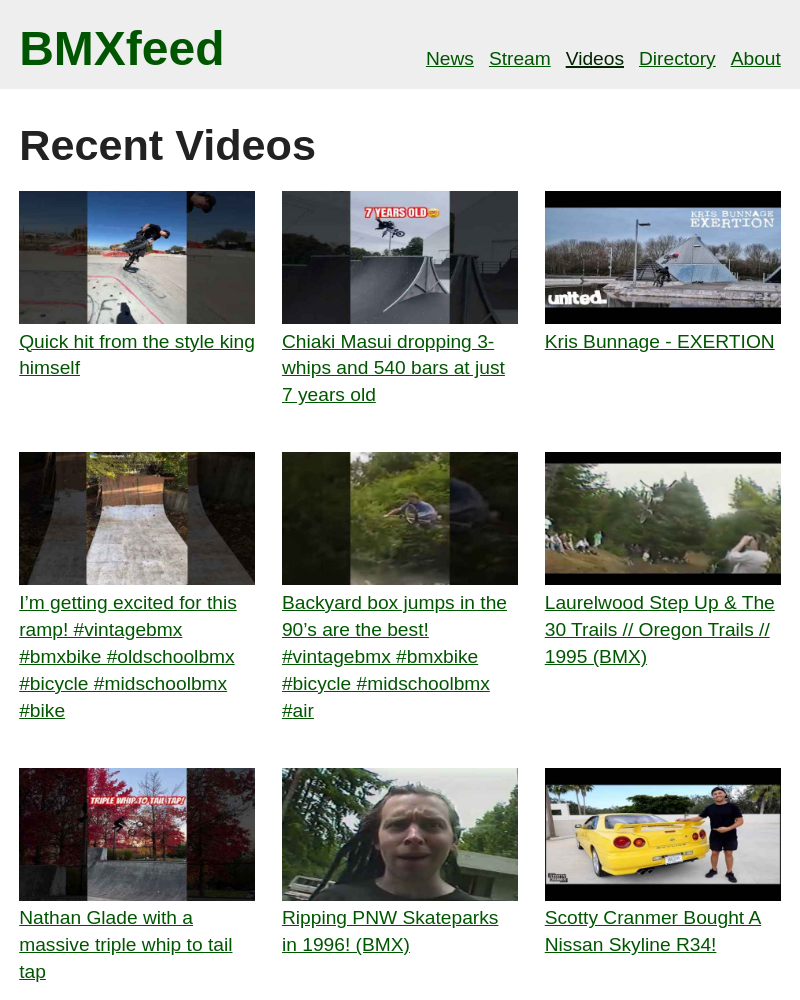 BMXfeed
News Stream Videos Directory About
Recent Videos
7 YEARS OLD
KRIS BUNNAGE
EXERTION
united.
Quick hit from the style king
himself
Chiaki Masui dropping 3-
whips and 540 bars at just
7 years old
Kris Bunnage - EXERTION
I’m getting excited for this
ramp! #vintagebmx
#bmxbike #oldschoolbmx
#bicycle #midschoolbmx
#bike
Backyard box jumps in the
90’s are the best!
#vintagebmx #bmxbike
#bicycle #midschoolbmx
#air
Laurelwood Step Up & The
30 Trails // Oregon Trails //
1995 (BMX)
TRIPLE WHIP TO TAIL TAP!
Nathan Glade with a
massive triple whip to tail
tap
Ripping PNW Skateparks
in 1996! (BMX)
Scotty Cranmer Bought A
Nissan Skyline R34!